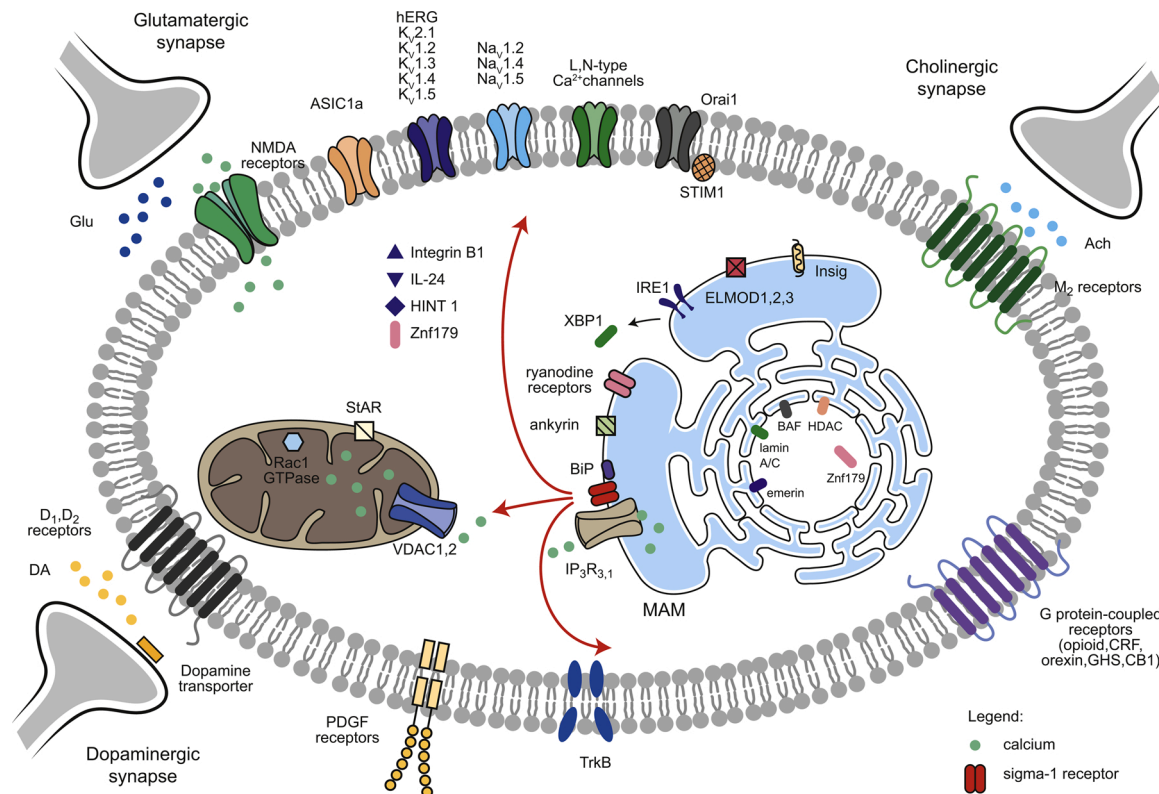 Glutamatergic
synapse
hERG
Kv2.1
Kv1.2
Kv1.3
Kv1.4
Kv1.5
Nav1.2
Nav1.4
Nav1.5
L,N-type
Ca²⁺channels
Orai1
Cholinergic
synapse
ASIC1a
NMDA
receptors
STIM1
Glu
Ach
M₂ receptors
Integrin B1
IL-24
HINT 1
Znf179
IRE1
ELMOD1,2,3
Insig
XBP1
ryanodine
receptors
ankyrin
BiP
IP₃R₃,₁
MAM
BAF
HDAC
lamin
A/C
emerin
Znf179
StAR
Rac1
GTPase
VDAC1,2
D₁,D₂
receptors
DA
Dopamine
transporter
Dopaminergic
synapse
PDGF
receptors
TrkB
G protein-coupled
receptors
(opioid,CRF,
orexin,GHS,CB1)
Legend:
calcium
sigma-1 receptor